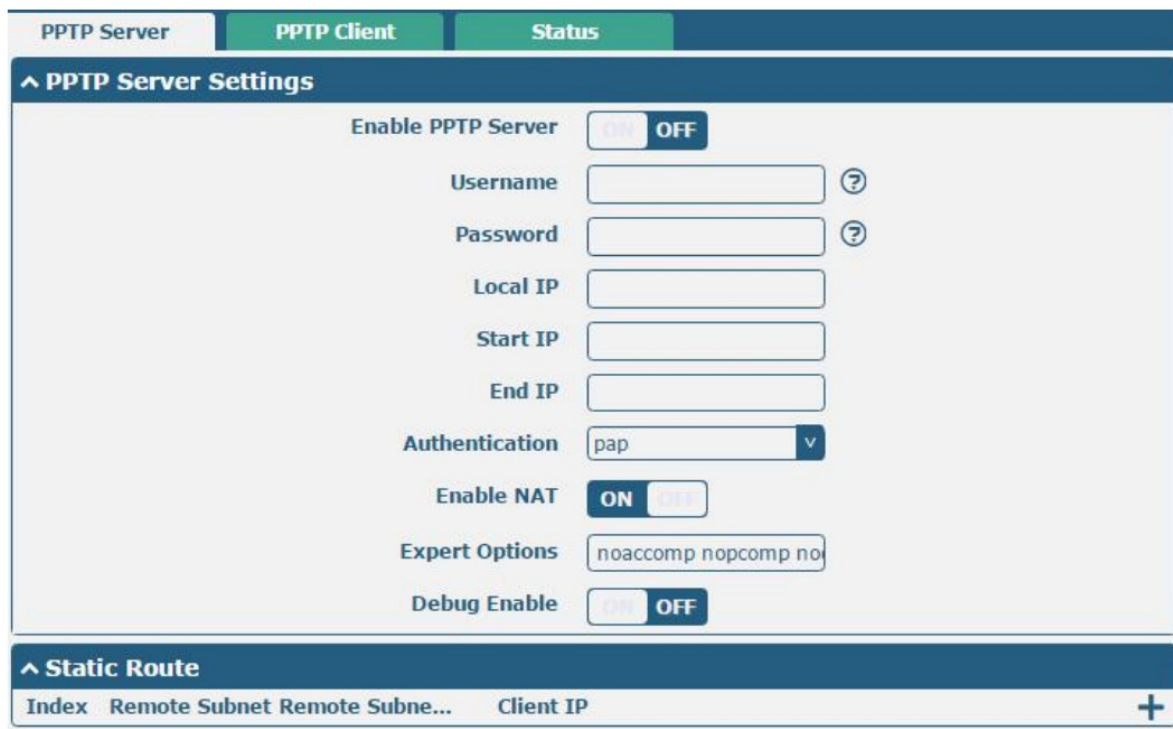 PPTP Server PPTP Client Status
^ PPTP Server Settings
Enable PPTP Server ON OFF
Username ?
Password ?
Local IP
Start IP
End IP
Authentication pap v
Enable NAT ON OFF
Expert Options noaccomp nopcomp
Debug Enable ON OFF
^ Static Route
Index Remote Subnet Remote Subne... Client IP +